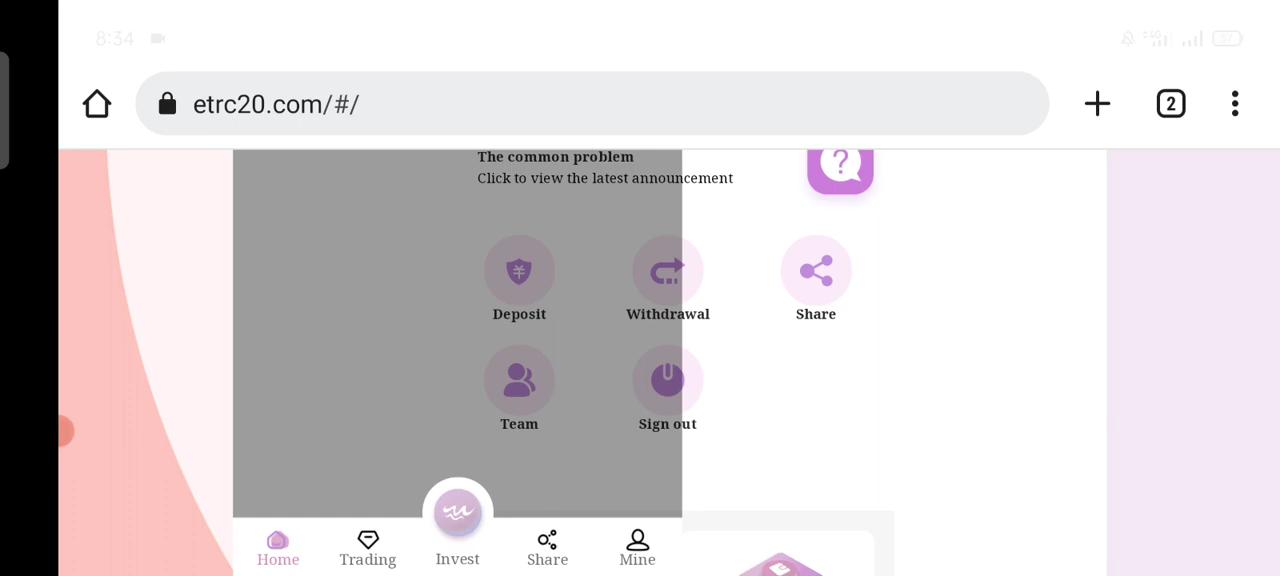 8:34
etrc20.com/#/
2
The common problem
Click to view the latest announcement
Deposit
Withdrawal
Share
Team
Sign out
Home
Trading
Invest
Share
Mine